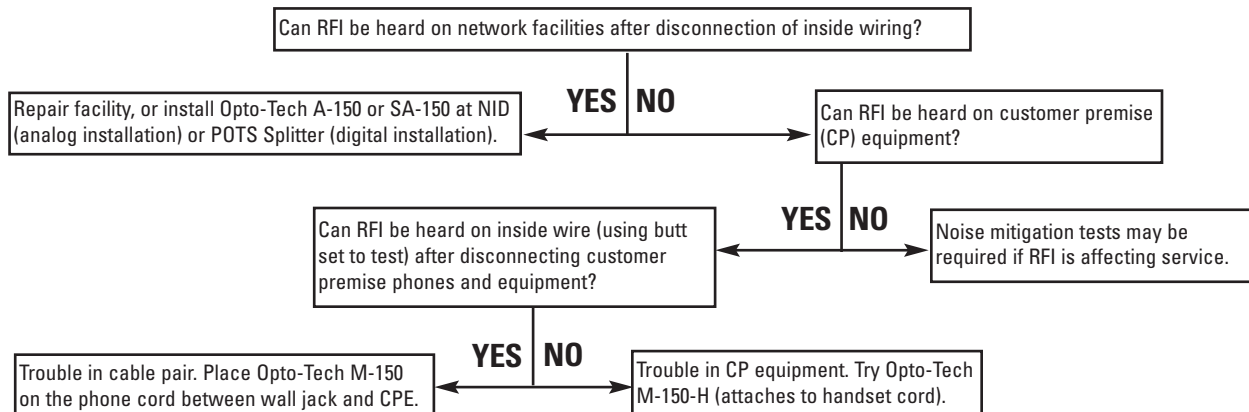 Can RFI be heard on network facilities after disconnection of inside wiring?
YES NO
Repair facility, or install Opto-Tech A-150 or SA-150 at NID
(analog installation) or POTS Splitter (digital installation).
Can RFI be heard on customer premise
(CP) equipment?
YES NO
Can RFI be heard on inside wire (using butt
set to test) after disconnecting customer
premise phones and equipment?
Noise mitigation tests may be
required if RFI is affecting service.
YES NO
Trouble in cable pair. Place Opto-Tech M-150
on the phone cord between wall jack and CPE.
Trouble in CP equipment. Try Opto-Tech
M-150-H (attaches to handset cord).